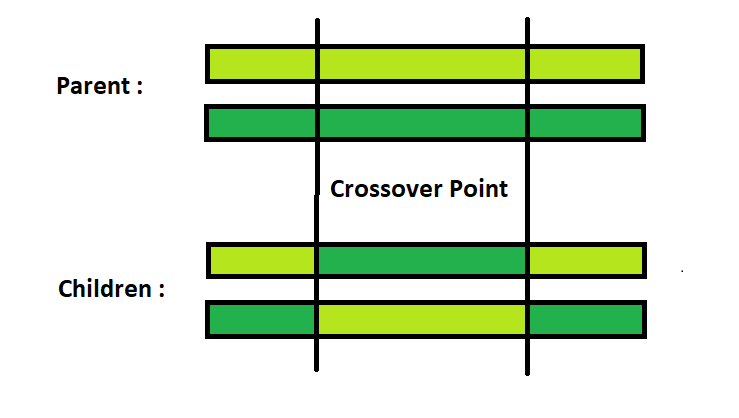 Parent :
Crossover Point
Children :